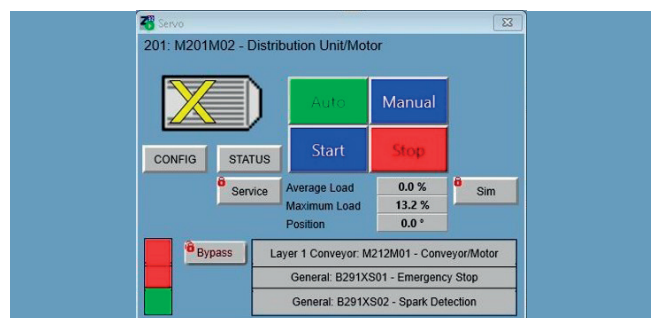 Servo
201: M201M02 - Distribution Unit/Motor
Auto Manual
Start Stop
CONFIG STATUS
Service
Sim
Average Load 0.0 %
Maximum Load 13.2 %
Position 0.0 °
Bypass
Layer 1 Conveyor: M212M01 - Conveyor/Motor
General: B291XS01 - Emergency Stop
General: B291XS02 - Spark Detection